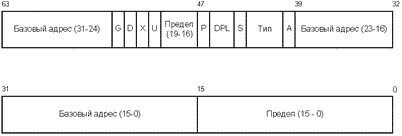 63 47 39 32
Базовый адрес (31-24) G D X U Предел (19-16) P DPL S Тип A Базовый адрес (23-16)
31 15 0
Базовый адрес (15-0) Предел (15 - 0)